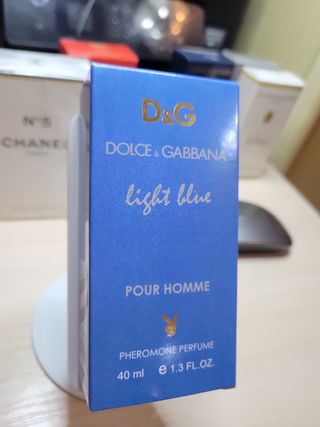 N°5
CHANEL
D&G
DOLCE & GABBANA
light blue
POUR HOMME
PHEROMONE PERFUME
40 ml e 1.3 FL.OZ.